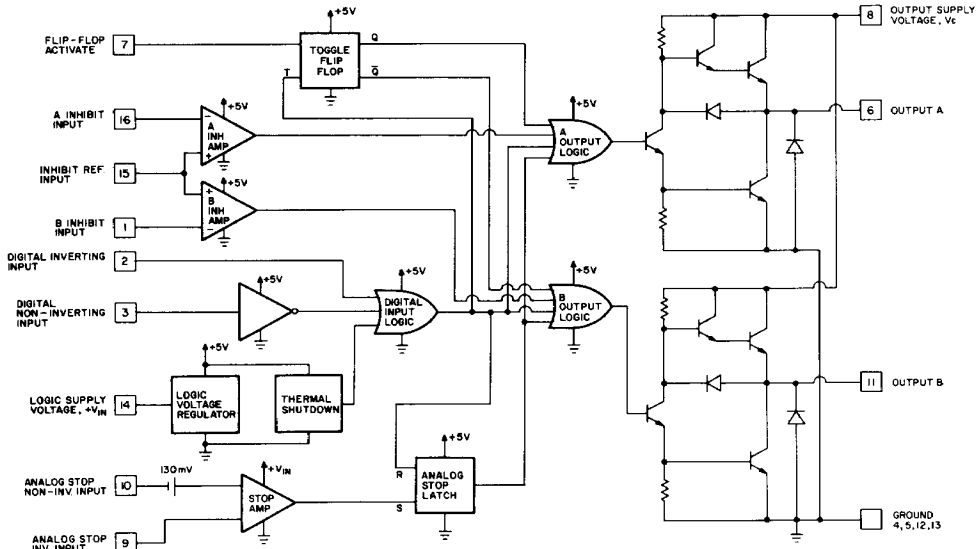 +5V
FLIP-FLOP
ACTIVATE
7
TOGGLE
FLIP
FLOP
Q
Q̅
T
8
OUTPUT SUPPLY
VOLTAGE, Vc
A INHIBIT
INPUT
16
+5V
−
A
INH
AMP
+
+5V
A
OUTPUT
LOGIC
6
OUTPUT A
INHIBIT REF.
INPUT
15
+5V
+
B
INH
AMP
−
B INHIBIT
INPUT
1
DIGITAL INVERTING
INPUT
2
+5V
DIGITAL
NON-INVERTING
INPUT
3
+5V
DIGITAL
INPUT
LOGIC
+5V
B
OUTPUT
LOGIC
+5V
LOGIC SUPPLY
VOLTAGE, +VIN
14
LOGIC
VOLTAGE
REGULATOR
THERMAL
SHUTDOWN
11
OUTPUT B
+5V
R
S
ANALOG
STOP
LATCH
ANALOG STOP
NON-INV. INPUT
10
130mV
+VIN
STOP
AMP
ANALOG STOP
INV. INPUT
9
GROUND
4,5,12,13